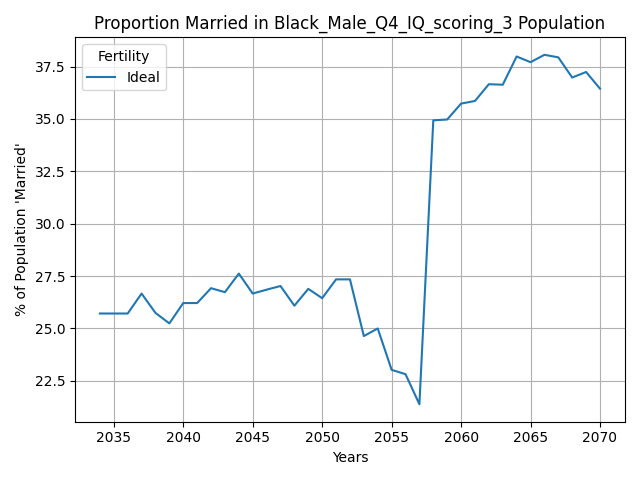 Proportion Married in Black_Male_Q4_IQ_scoring_3 Population
Fertility
Ideal
% of Population 'Married'
37.5
35.0
32.5
30.0
27.5
25.0
22.5
2035 2040 2045 2050 2055 2060 2065 2070
Years